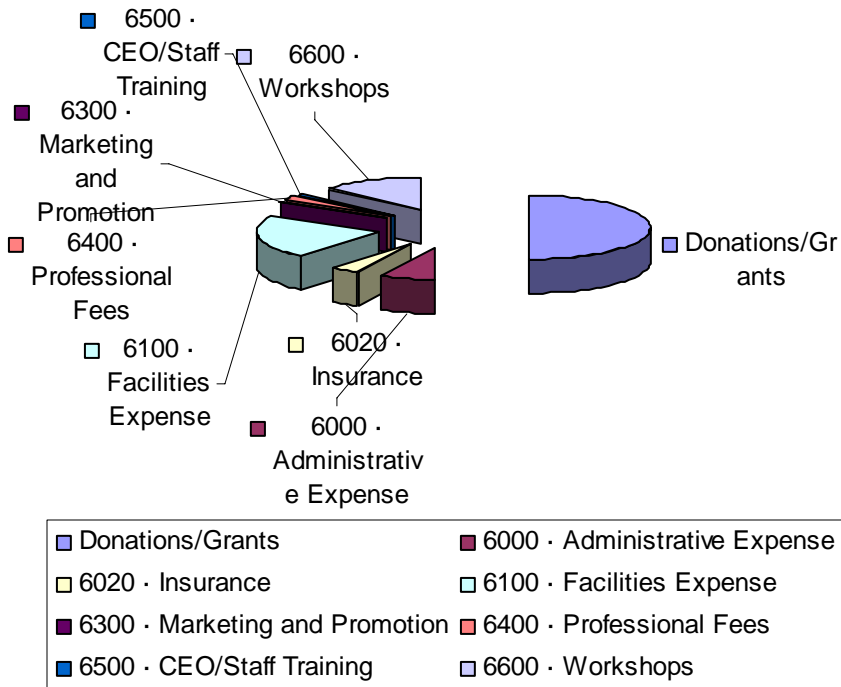 6500 ·
CEO/Staff
Training
6600 ·
Workshops
6300 ·
Marketing
and
Promotion
6400 ·
Professional
Fees
Donations/Gr
ants
6100 ·
Facilities
Expense
6020 ·
Insurance
6000 ·
Administrativ
e Expense
Donations/Grants
6000 · Administrative Expense
6020 · Insurance
6100 · Facilities Expense
6300 · Marketing and Promotion
6400 · Professional Fees
6500 · CEO/Staff Training
6600 · Workshops